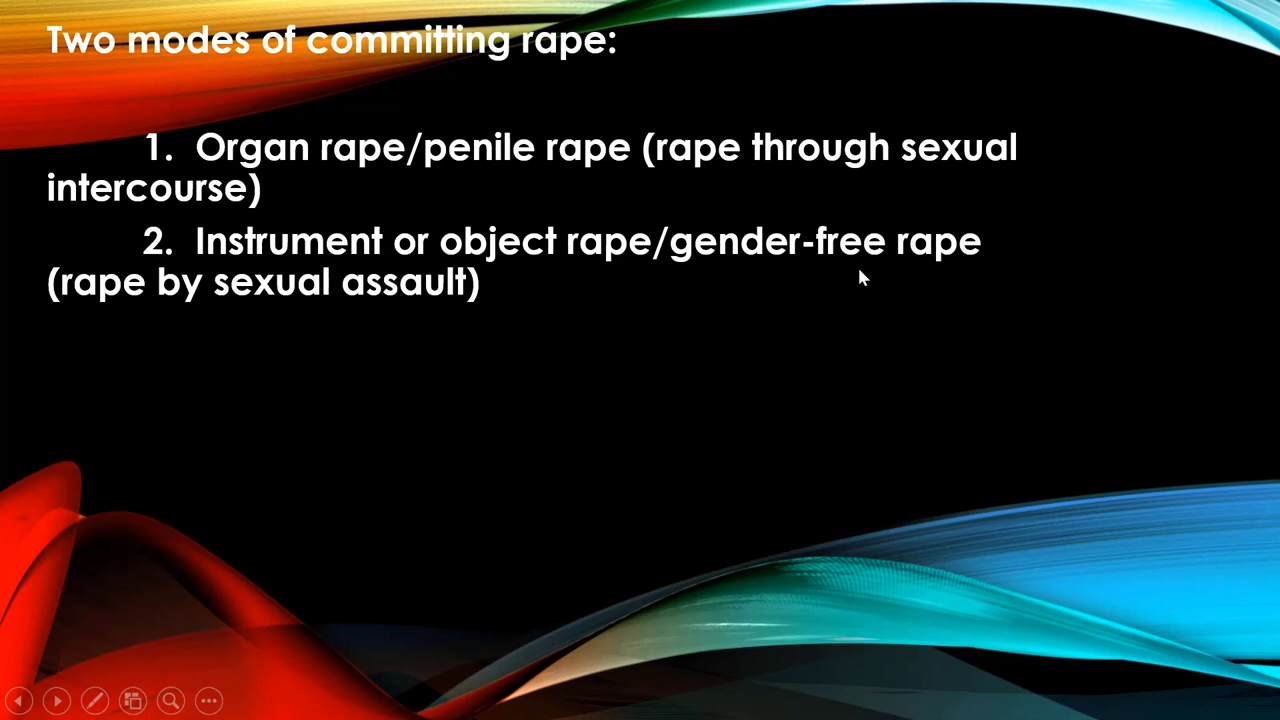 Two modes of committing rape:
1. Organ rape/penile rape (rape through sexual
intercourse)
2. Instrument or object rape/gender-free rape
(rape by sexual assault)